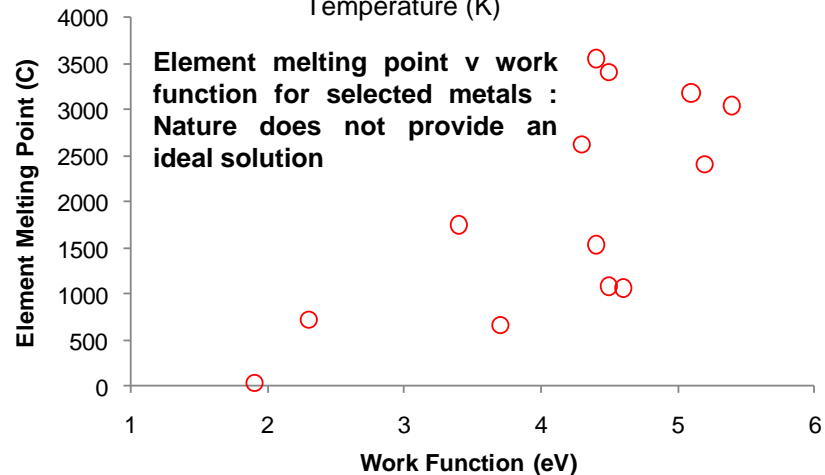 Temperature (K)
Element melting point v work
function for selected metals :
Nature does not provide an
ideal solution
Element Melting Point (C)
4000
3500
3000
2500
2000
1500
1000
500
0
1 2 3 4 5 6
Work Function (eV)